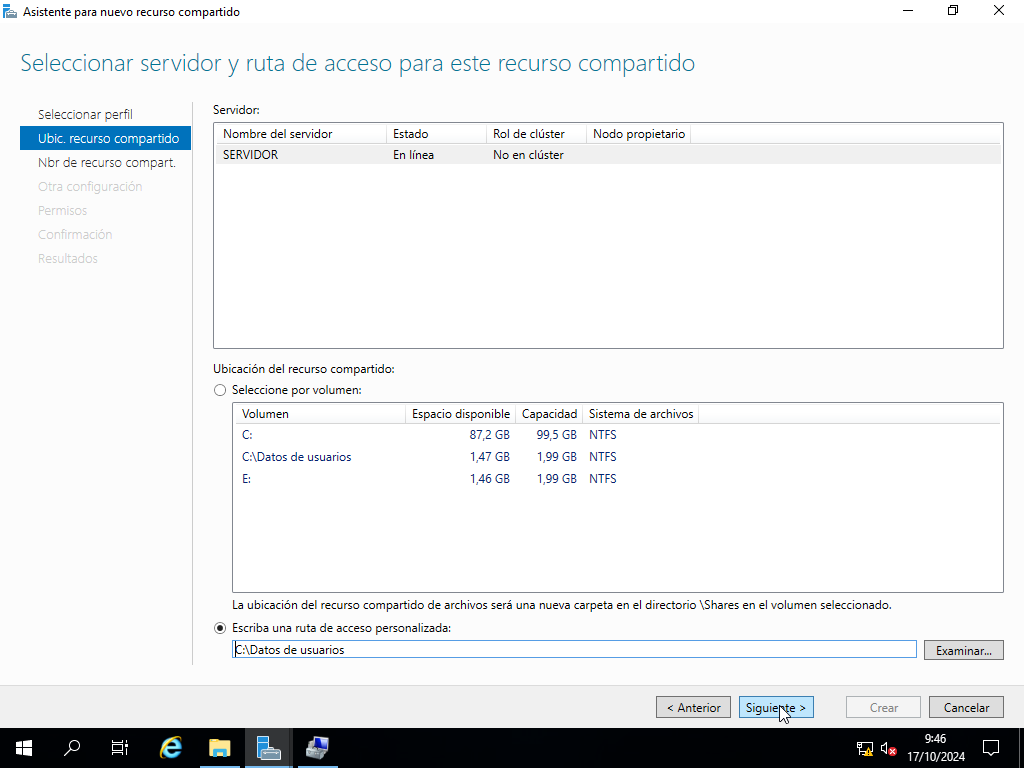 Asistente para nuevo recurso compartido
Seleccionar servidor y ruta de acceso para este recurso compartido
Seleccionar perfil
Ubic. recurso compartido
Nbr de recurso compart.
Otra configuración
Permisos
Confirmación
Resultados
Servidor:
Nombre del servidor Estado Rol de clúster Nodo propietario
SERVIDOR En línea No en clúster
Ubicación del recurso compartido:
Seleccione por volumen:
Volumen Espacio disponible Capacidad Sistema de archivos
C: 87,2 GB 99,5 GB NTFS
C:\Datos de usuarios 1,47 GB 1,99 GB NTFS
E: 1,46 GB 1,99 GB NTFS
La ubicación del recurso compartido de archivos será una nueva carpeta en el directorio \Shares en el volumen seleccionado.
Escriba una ruta de acceso personalizada:
C:\Datos de usuarios Examinar...
< Anterior Siguiente > Crear Cancelar
9:46
17/10/2024